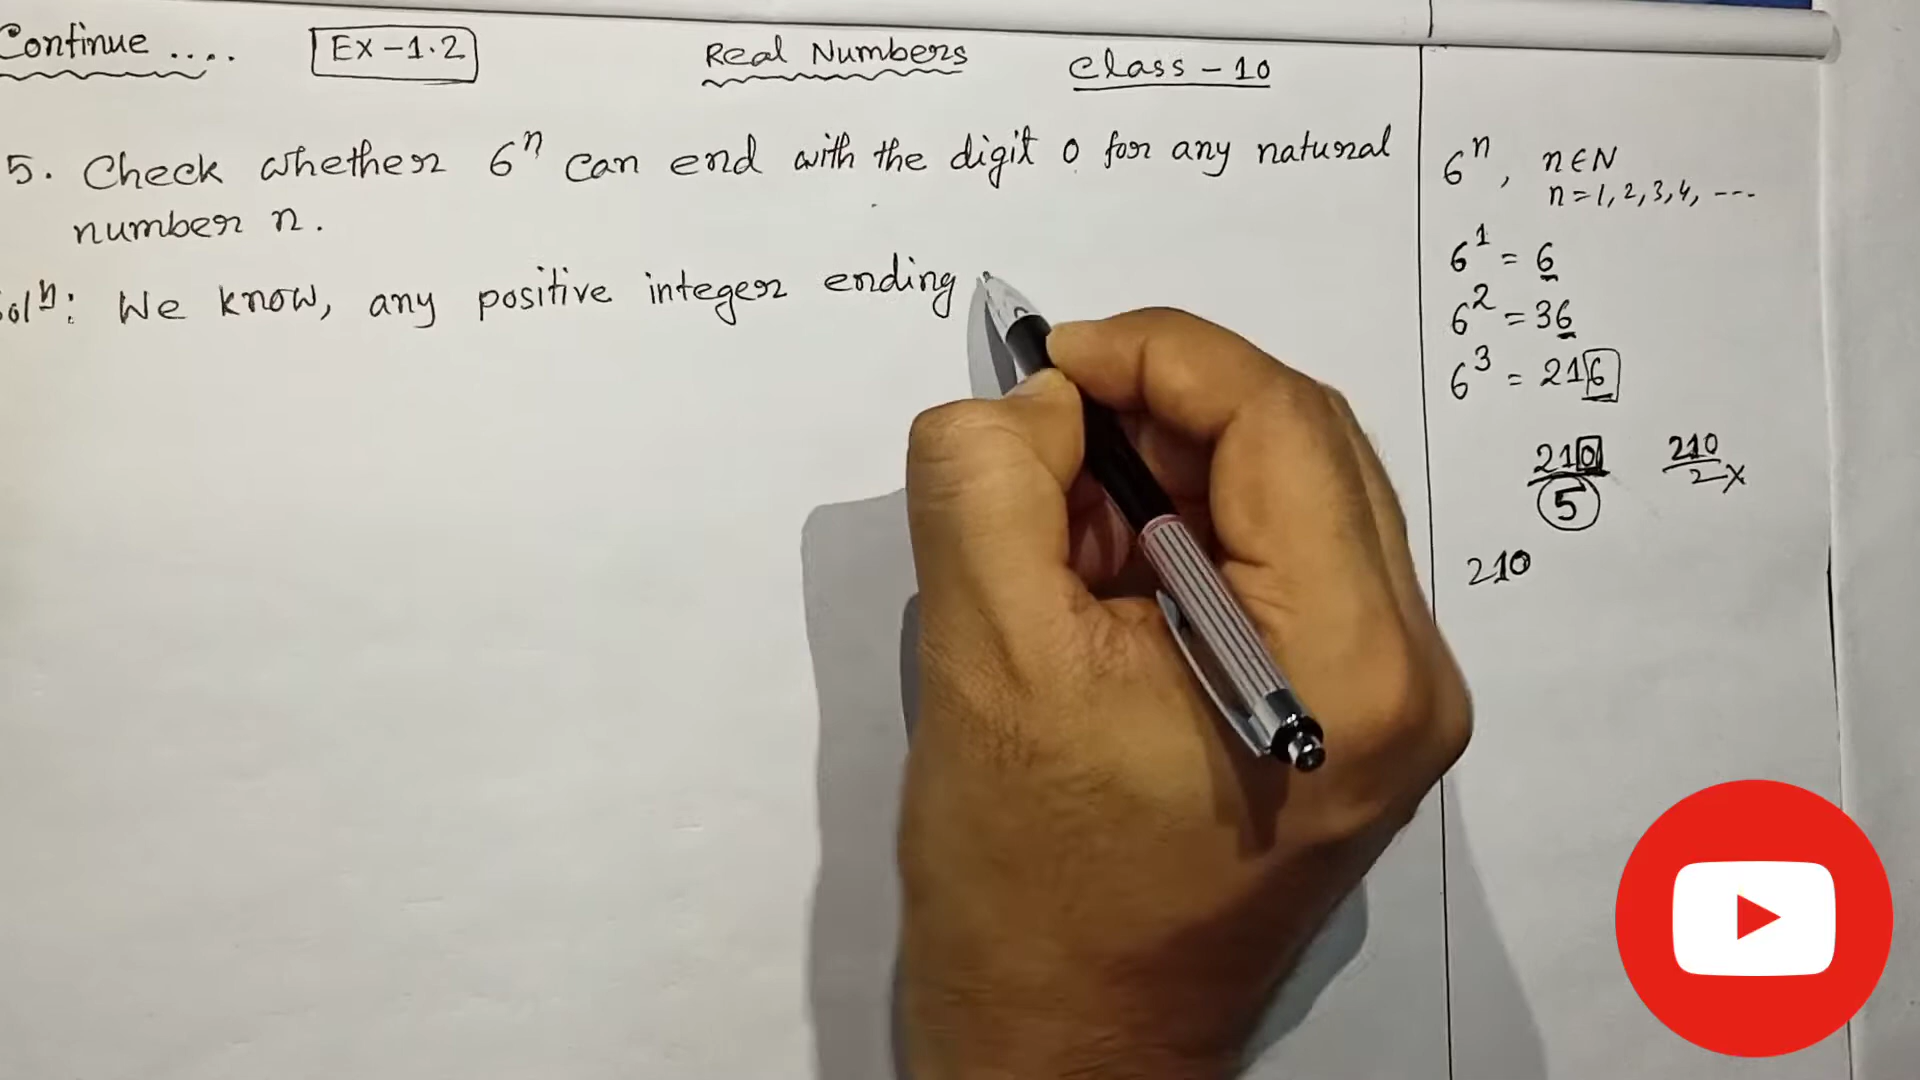 Continue ....
Ex-1.2
Real Numbers
Class - 10
5. Check whether 6ⁿ can end with the digit 0 for any natural
number n.
Solⁿ: We know, any positive integer ending
6ⁿ, n∈N
n=1,2,3,4, ---
6¹ = 6
6² = 36
6³ = 216
210/5 210/2 x
210